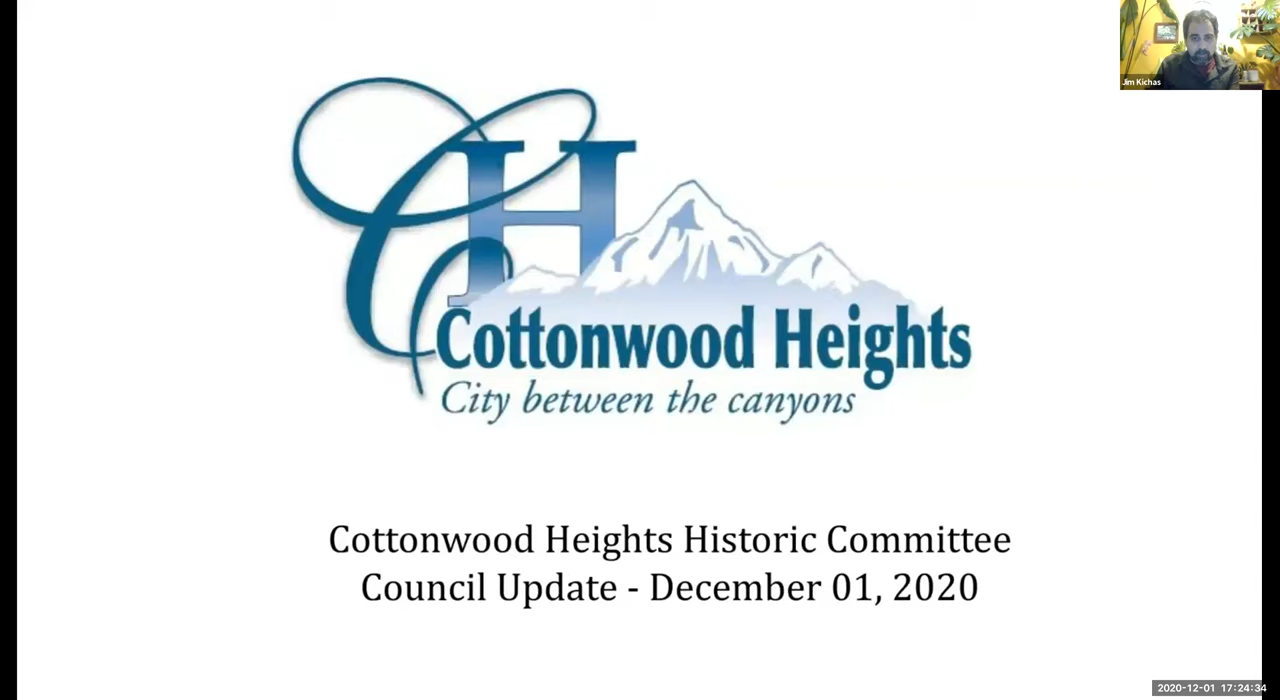 Jim Kichas
CH
Cottonwood Heights
City between the canyons
Cottonwood Heights Historic Committee
Council Update - December 01, 2020
2020-12-01 17:24:34